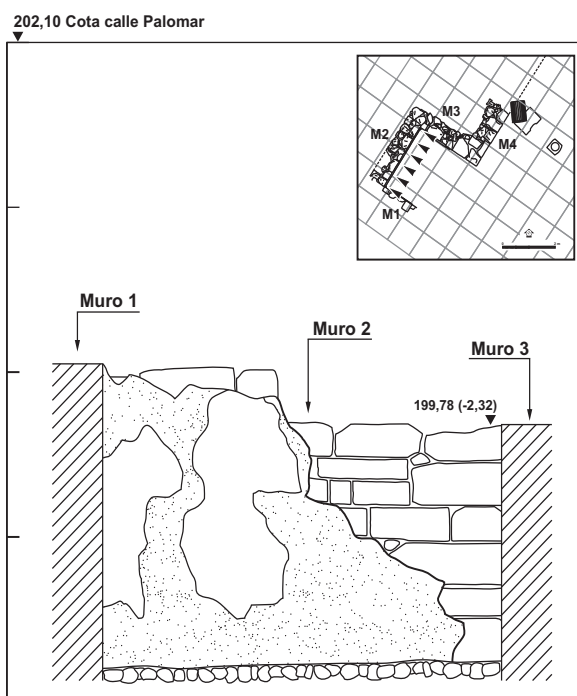 202,10 Cota calle Palomar
M3
M2
M4
M1
Muro 1
Muro 2
Muro 3
199,78 (-2,32)